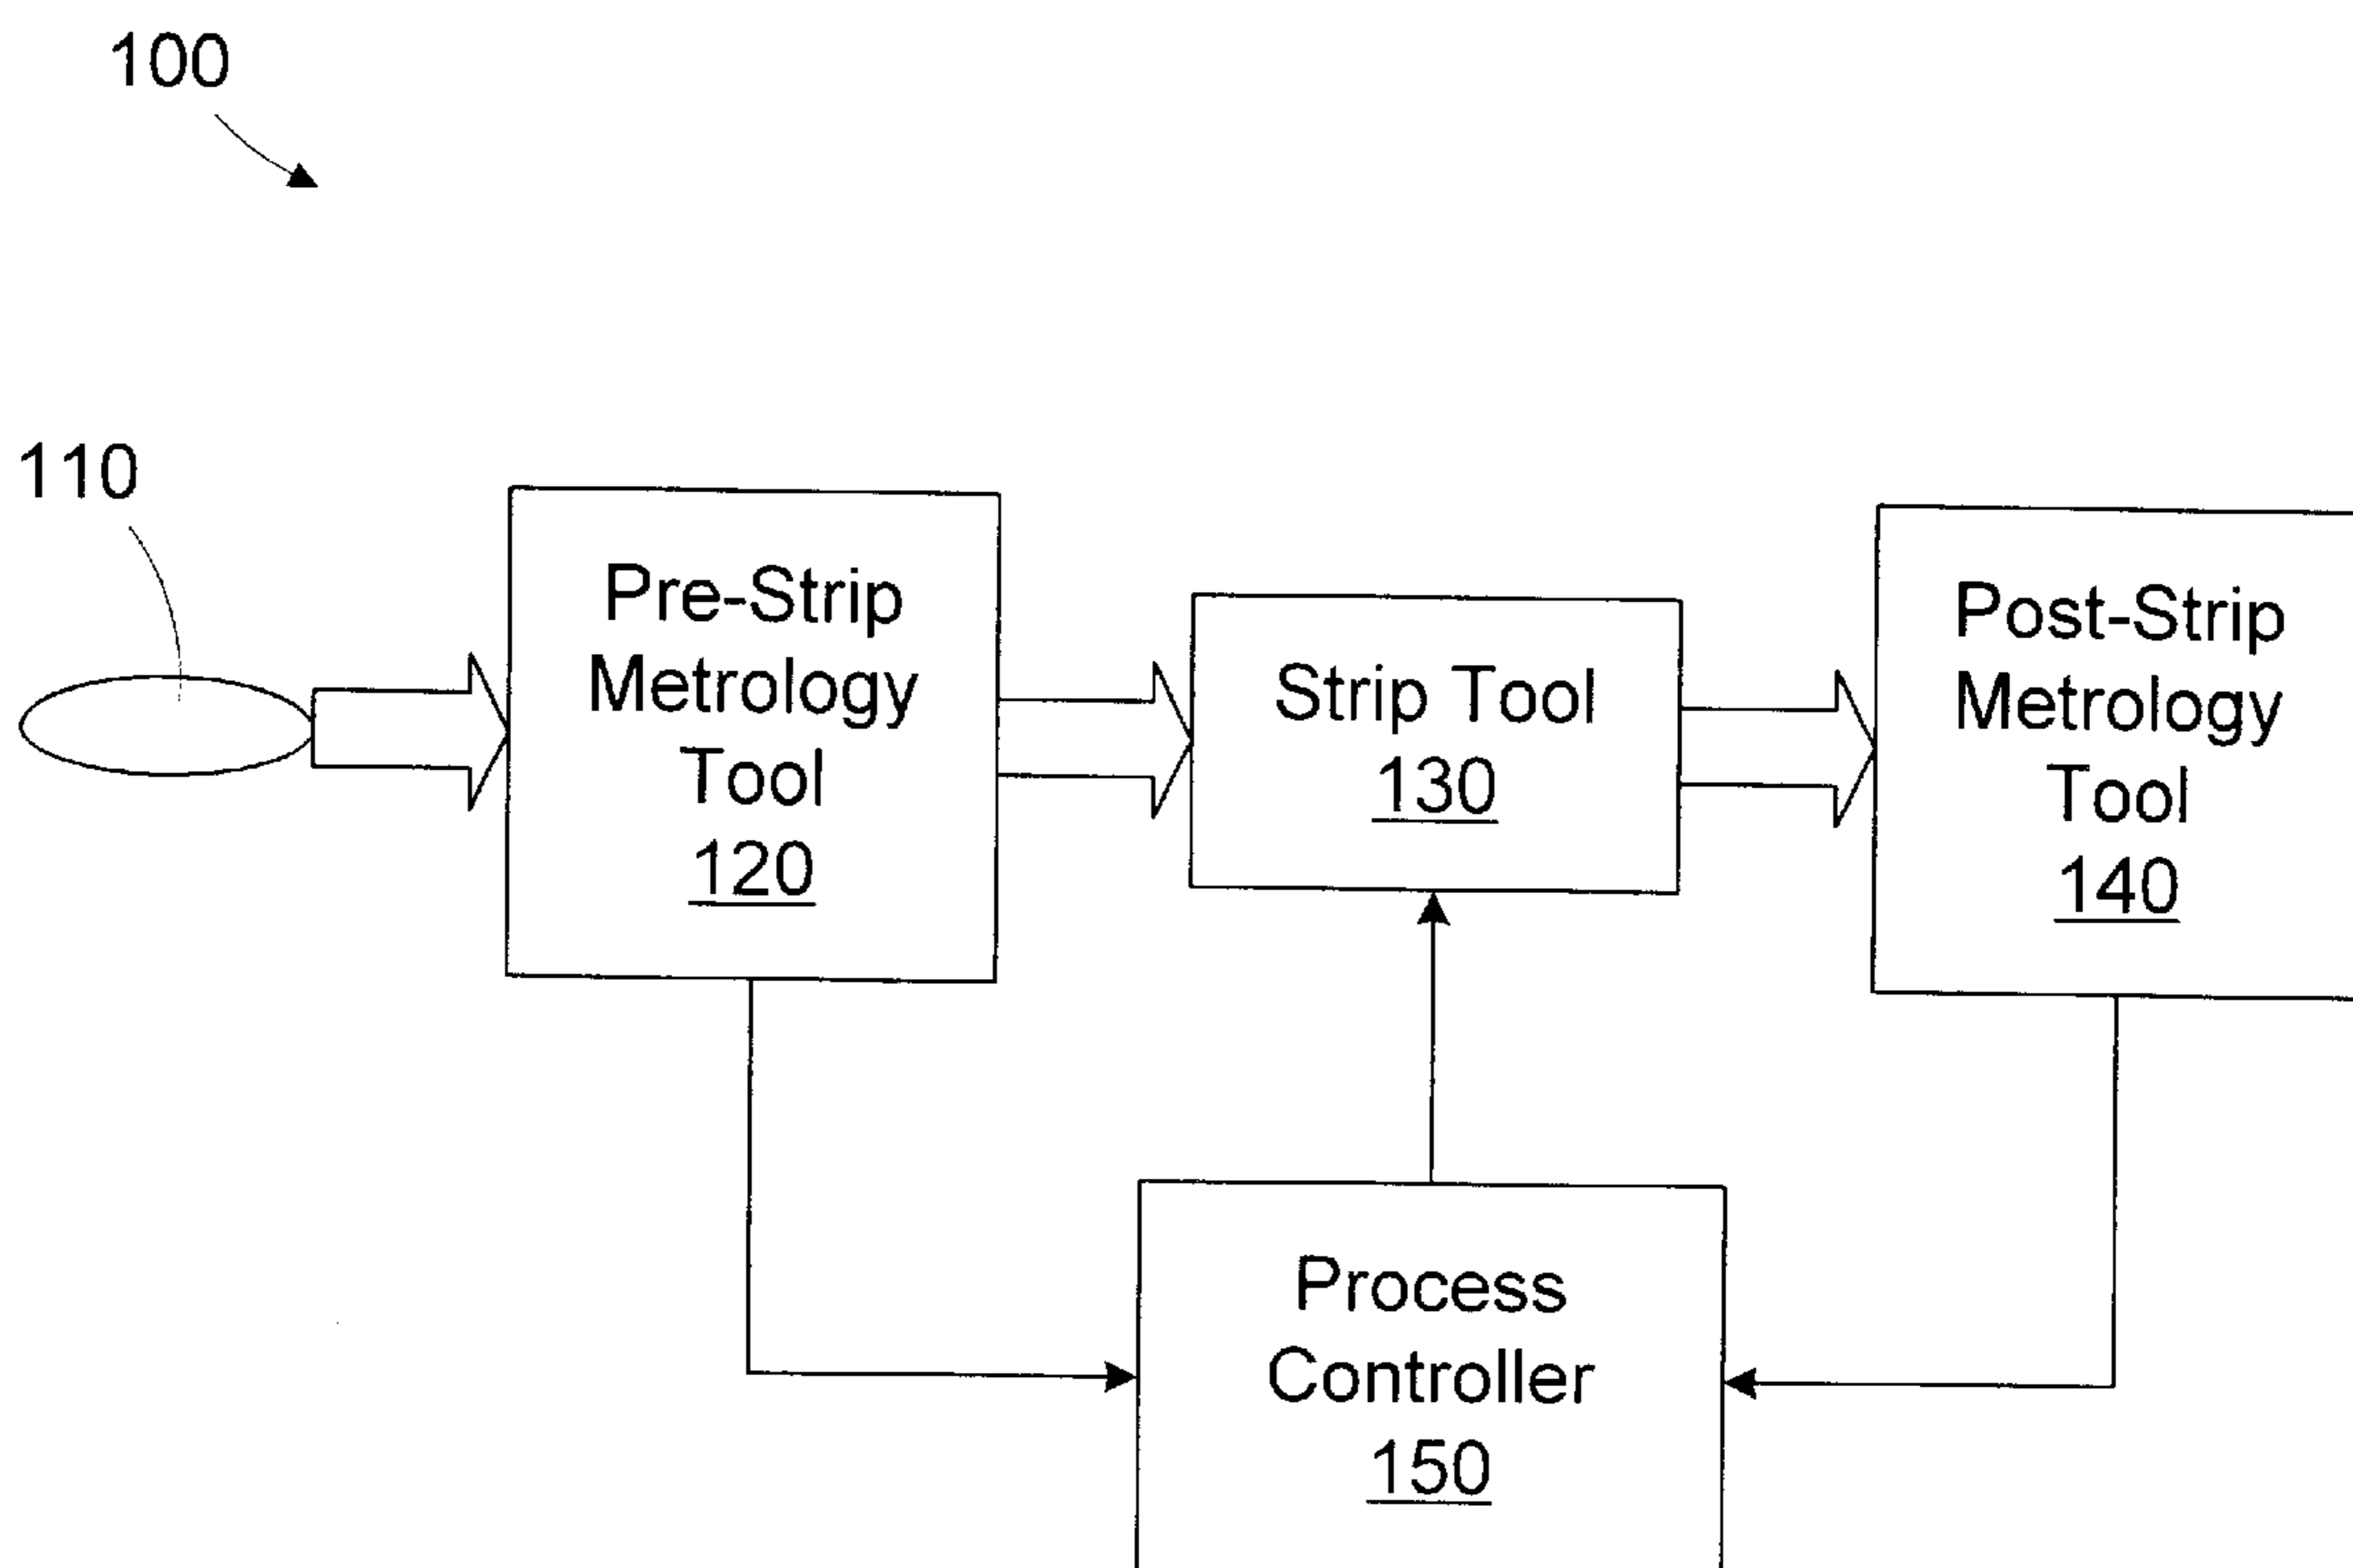 100
110
Pre-Strip
Metrology
Tool
120
Strip Tool
130
Post-Strip
Metrology
Tool
140
Process
Controller
150